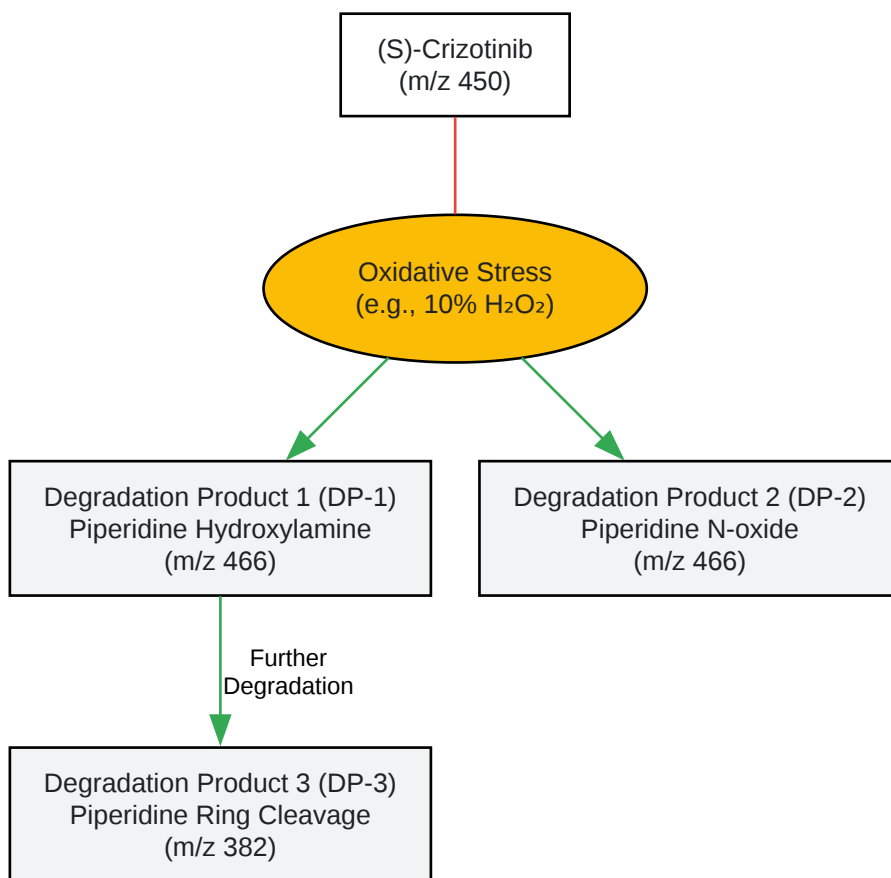 (S)-Crizotinib
(m/z 450)
Oxidative Stress
(e.g., 10% H₂O₂)
Degradation Product 1 (DP-1)
Piperidine Hydroxylamine
(m/z 466)
Degradation Product 2 (DP-2)
Piperidine N-oxide
(m/z 466)
Further
Degradation
Degradation Product 3 (DP-3)
Piperidine Ring Cleavage
(m/z 382)